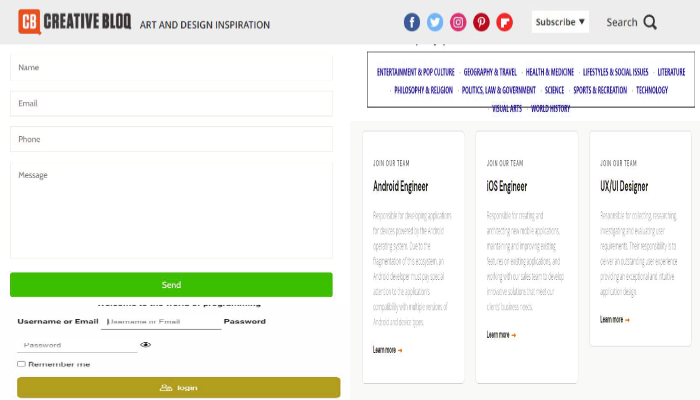 CB CREATIVE BLOQ ART AND DESIGN INSPIRATION
Subscribe ▼ Search
Name
Email
Phone
Message
Send
Welcome to the world of programming
Username or Email Username or Email Password
Password
Remember me
login
ENTERTAINMENT & POP CULTURE · GEOGRAPHY & TRAVEL · HEALTH & MEDICINE · LIFESTYLES & SOCIAL ISSUES · LITERATURE
· PHILOSOPHY & RELIGION · POLITICS, LAW & GOVERNMENT · SCIENCE · SPORTS & RECREATION · TECHNOLOGY
· VISUAL ARTS · WORLD HISTORY
JOIN OUR TEAM
Android Engineer
Responsible for developing applications
for devices powered by the Android
operating system. Due to the
fragmentation of this ecosystem, an
Android developer must pay special
attention to the application's
compatibility with multiple versions of
Android and device types.
Learn more →
JOIN OUR TEAM
iOS Engineer
Responsible for creating and
architecting new mobile applications,
maintaining and improving existing
features on existing applications, and
working with our sales team to develop
innovative solutions that meet our
clients' business needs.
Learn more →
JOIN OUR TEAM
UX/UI Designer
Responsible for collecting, researching,
investigating and evaluating user
requirements. Their responsibility is to
deliver an outstanding user experience
providing an exceptional and intuitive
application design.
Learn more →